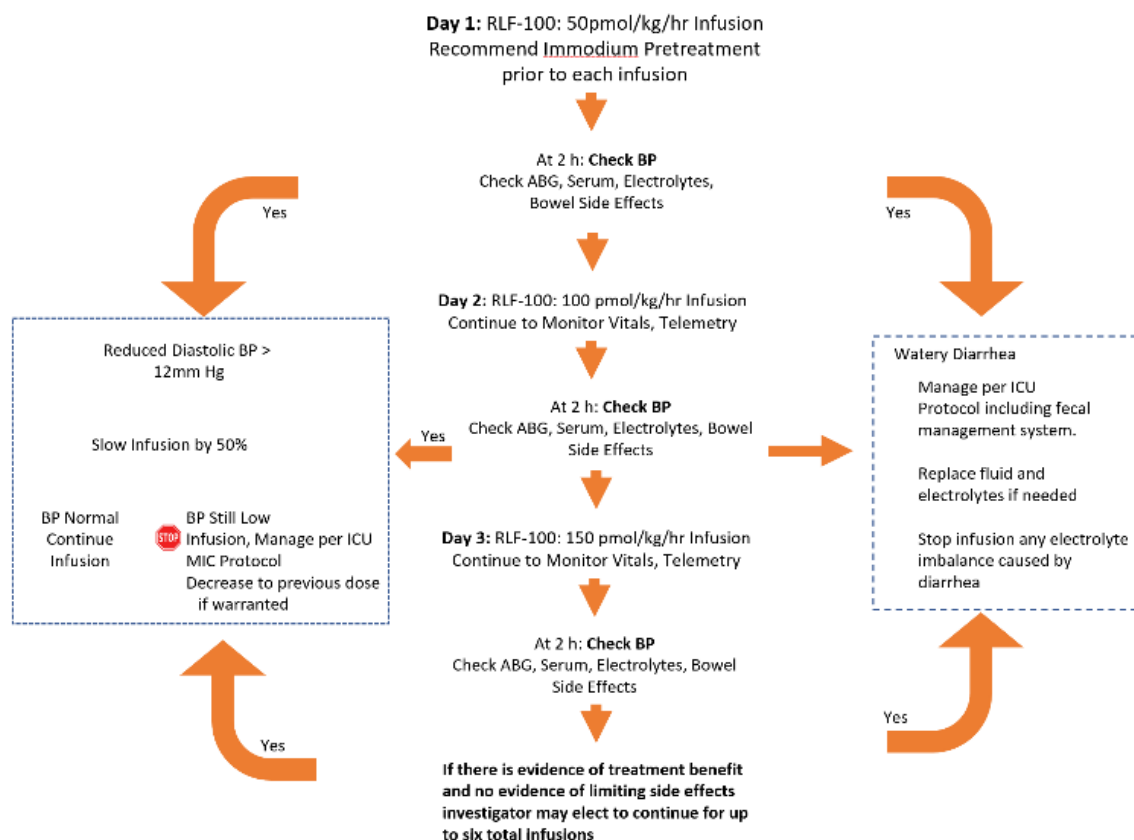 Day 1: RLF-100: 50pmol/kg/hr Infusion
Recommend Immodium Pretreatment
prior to each infusion
At 2 h: Check BP
Check ABG, Serum, Electrolytes,
Bowel Side Effects
Yes
Yes
Day 2: RLF-100: 100 pmol/kg/hr Infusion
Continue to Monitor Vitals, Telemetry
At 2 h: Check BP
Check ABG, Serum, Electrolytes, Bowel
Side Effects
Yes
Day 3: RLF-100: 150 pmol/kg/hr Infusion
Continue to Monitor Vitals, Telemetry
At 2 h: Check BP
Check ABG, Serum, Electrolytes, Bowel
Side Effects
Yes
Yes
If there is evidence of treatment benefit
and no evidence of limiting side effects
investigator may elect to continue for up
to six total infusions
Reduced Diastolic BP >
12mm Hg
Slow Infusion by 50%
BP Normal
Continue
Infusion
BP Still Low
STOP Infusion, Manage per ICU
MIC Protocol
Decrease to previous dose
if warranted
Watery Diarrhea
Manage per ICU
Protocol including fecal
management system.
Replace fluid and
electrolytes if needed
Stop infusion any electrolyte
imbalance caused by
diarrhea